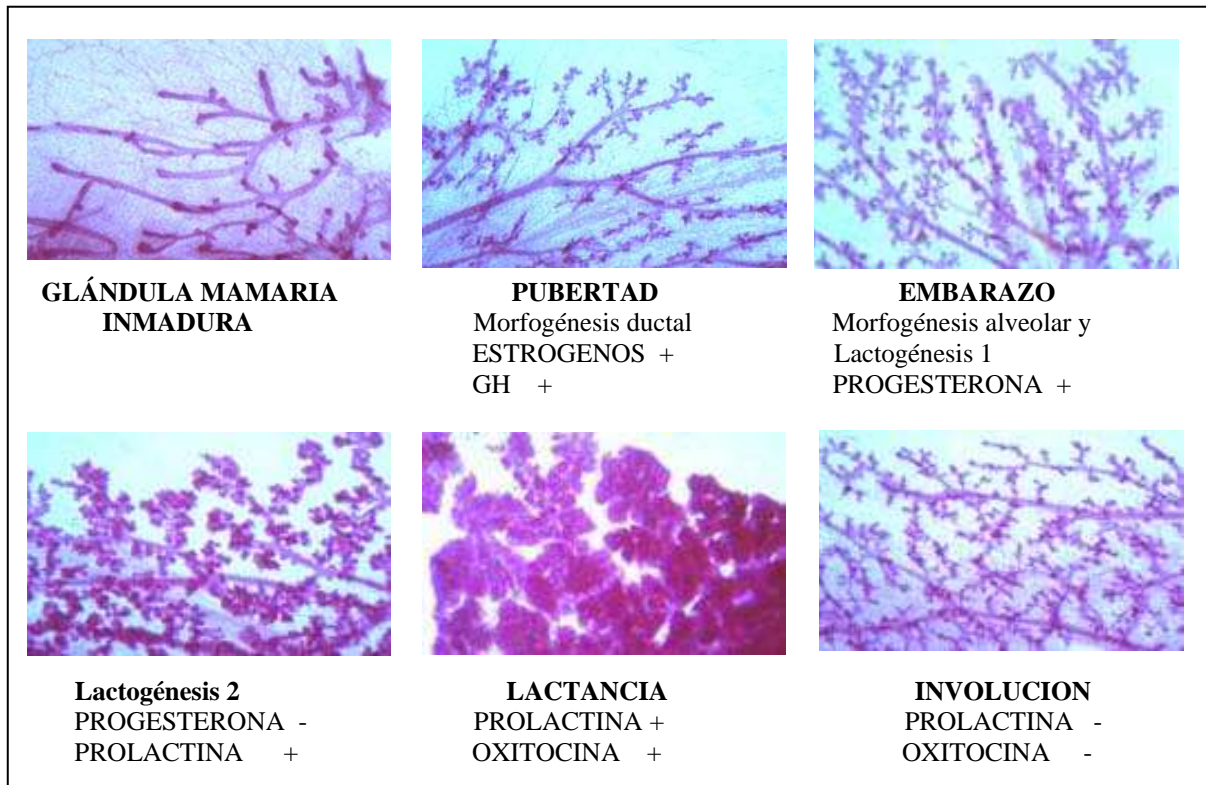 GLÁNDULA MAMARIA
INMADURA
PUBERTAD
Morfogénesis ductal
ESTROGENOS +
GH +
EMBARAZO
Morfogénesis alveolar y
Lactogénesis 1
PROGESTERONA +
Lactogénesis 2
PROGESTERONA -
PROLACTINA +
LACTANCIA
PROLACTINA +
OXITOCINA +
INVOLUCION
PROLACTINA -
OXITOCINA -